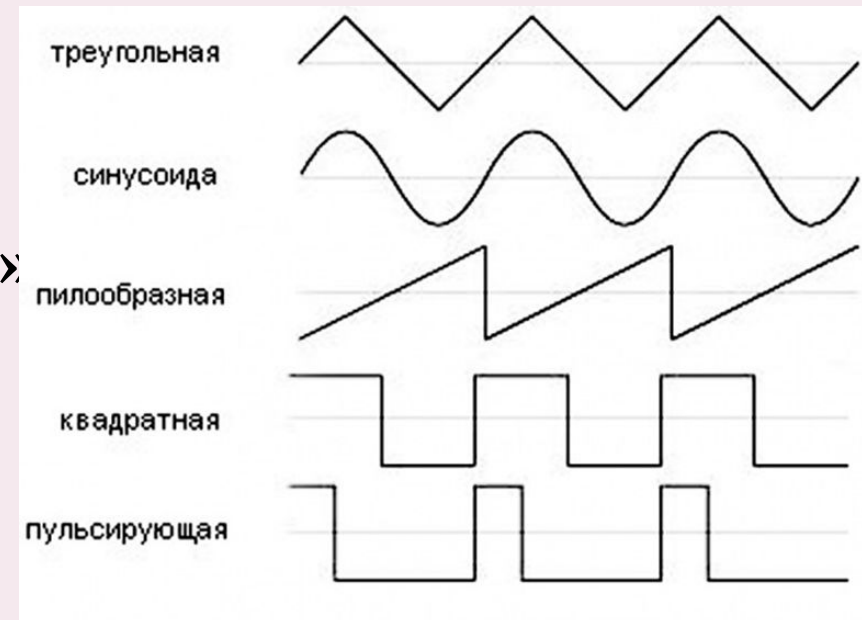 треугольная
синусоида
»
пилообразная
квадратная
пульсирующая